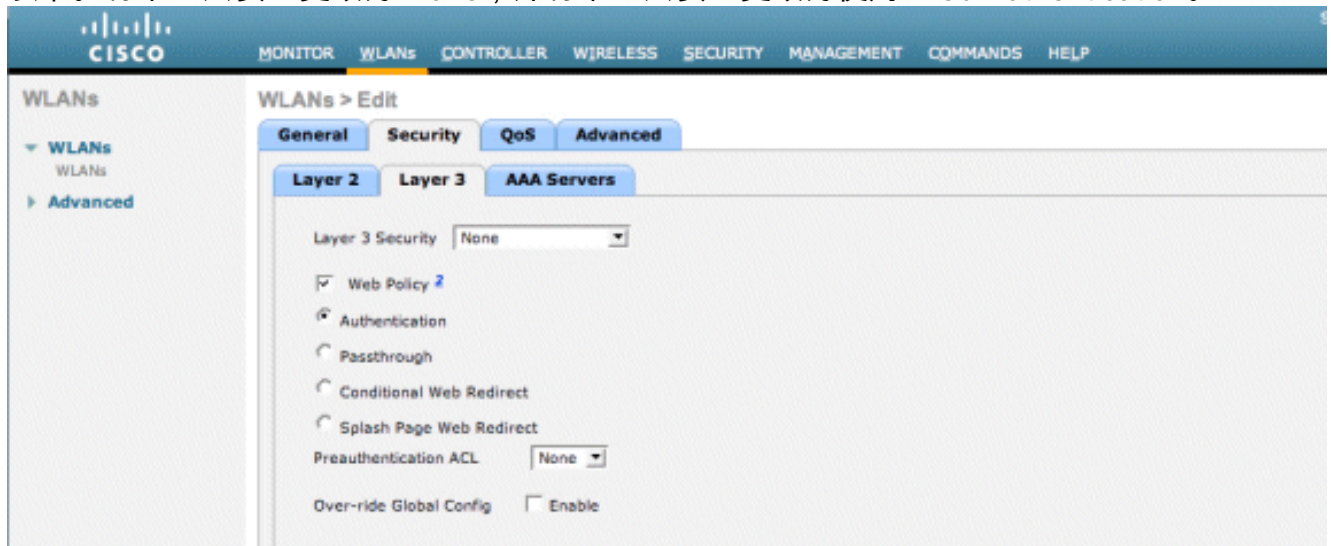 CISCO
MONITOR WLANs CONTROLLER WIRELESS SECURITY MANAGEMENT COMMANDS HELP
WLANs
WLANs
WLANs
Advanced
WLANs > Edit
General Security QoS Advanced
Layer 2 Layer 3 AAA Servers
Layer 3 Security None
Web Policy 2
Authentication
Passthrough
Conditional Web Redirect
Splash Page Web Redirect
Preauthentication ACL None
Over-ride Global Config Enable